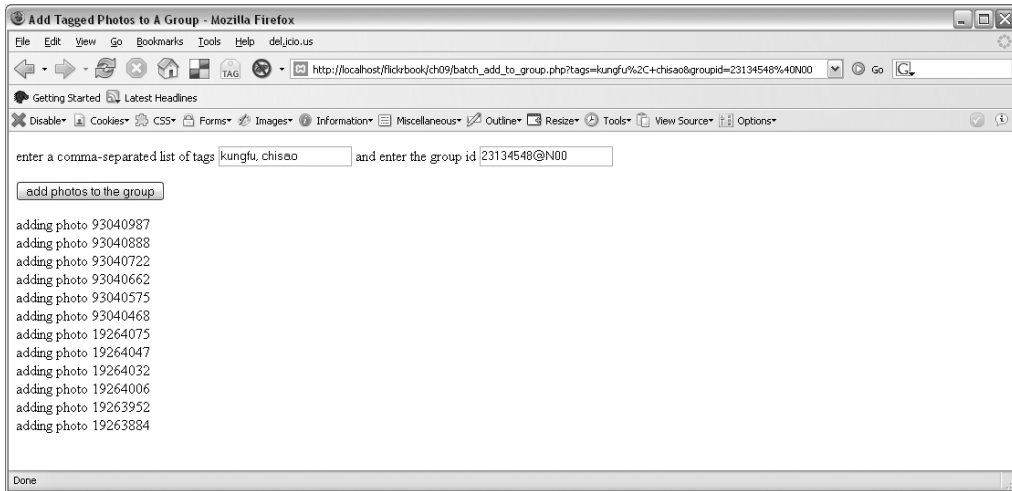 Add Tagged Photos to A Group - Mozilla Firefox
File Edit View Go Bookmarks Tools Help del.icio.us
TAG http://localhost/flickrbook/ch09/batch_add_to_group.php?tags=kungfu%2C+chisao&groupid=23134548%40N00 Go G
Getting Started Latest Headlines
Disable Cookies CSS Forms Images Information Miscellaneous Outline Resize Tools View Source Options
enter a comma-separated list of tags kungfu, chisao and enter the group id 23134548@N00
add photos to the group
adding photo 93040987
adding photo 93040888
adding photo 93040722
adding photo 93040662
adding photo 93040575
adding photo 93040468
adding photo 19264075
adding photo 19264047
adding photo 19264032
adding photo 19264006
adding photo 19263952
adding photo 19263884
Done